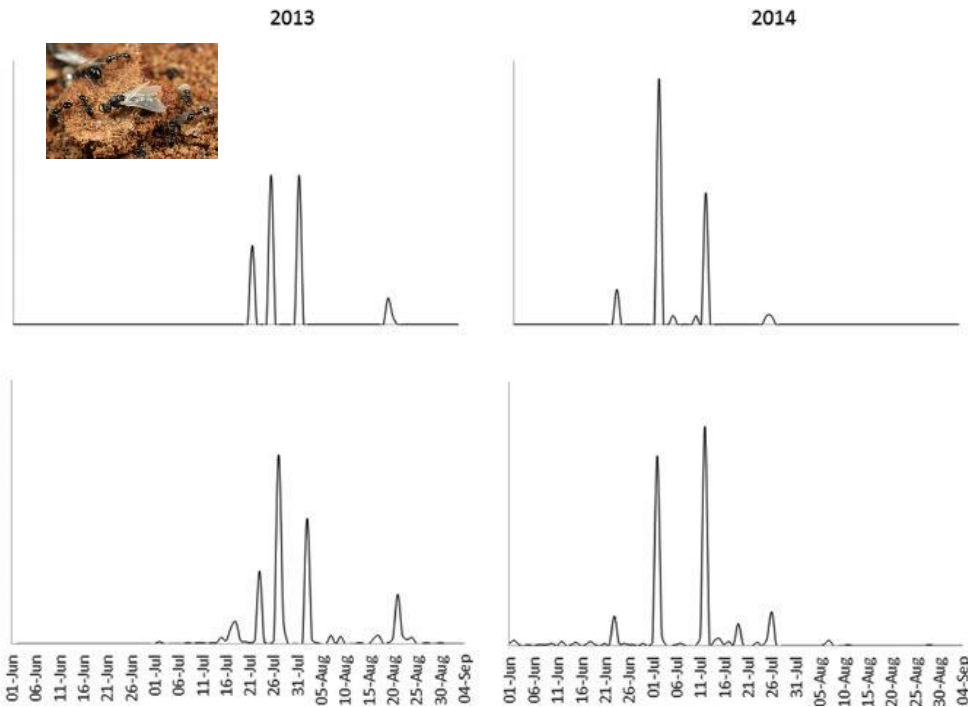 2013
2014
01-Jun
06-Jun
11-Jun
16-Jun
21-Jun
26-Jun
01-Jul
06-Jul
11-Jul
16-Jul
21-Jul
26-Jul
31-Jul
05-Aug
10-Aug
15-Aug
20-Aug
25-Aug
30-Aug
04-Sep
01-Jun
06-Jun
11-Jun
16-Jun
21-Jun
26-Jun
01-Jul
06-Jul
11-Jul
16-Jul
21-Jul
26-Jul
31-Jul
05-Aug
10-Aug
15-Aug
20-Aug
25-Aug
30-Aug
04-Sep